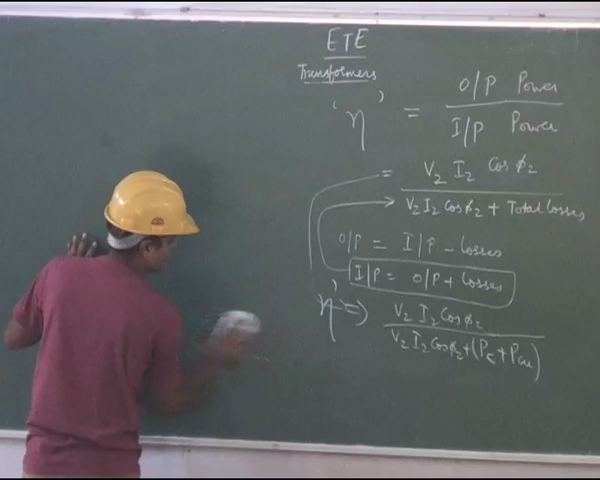 ETE
Transformers
'η' = O/P Power / I/P Power
= V₂ I₂ Cos ϕ₂ / V₂ I₂ Cos ϕ₂ + Total losses
O/P = I/P - losses
I/P = O/P + losses
'η' => V₂ I₂ Cos ϕ₂ / V₂ I₂ Cos ϕ₂ + (Pc + Pcu)